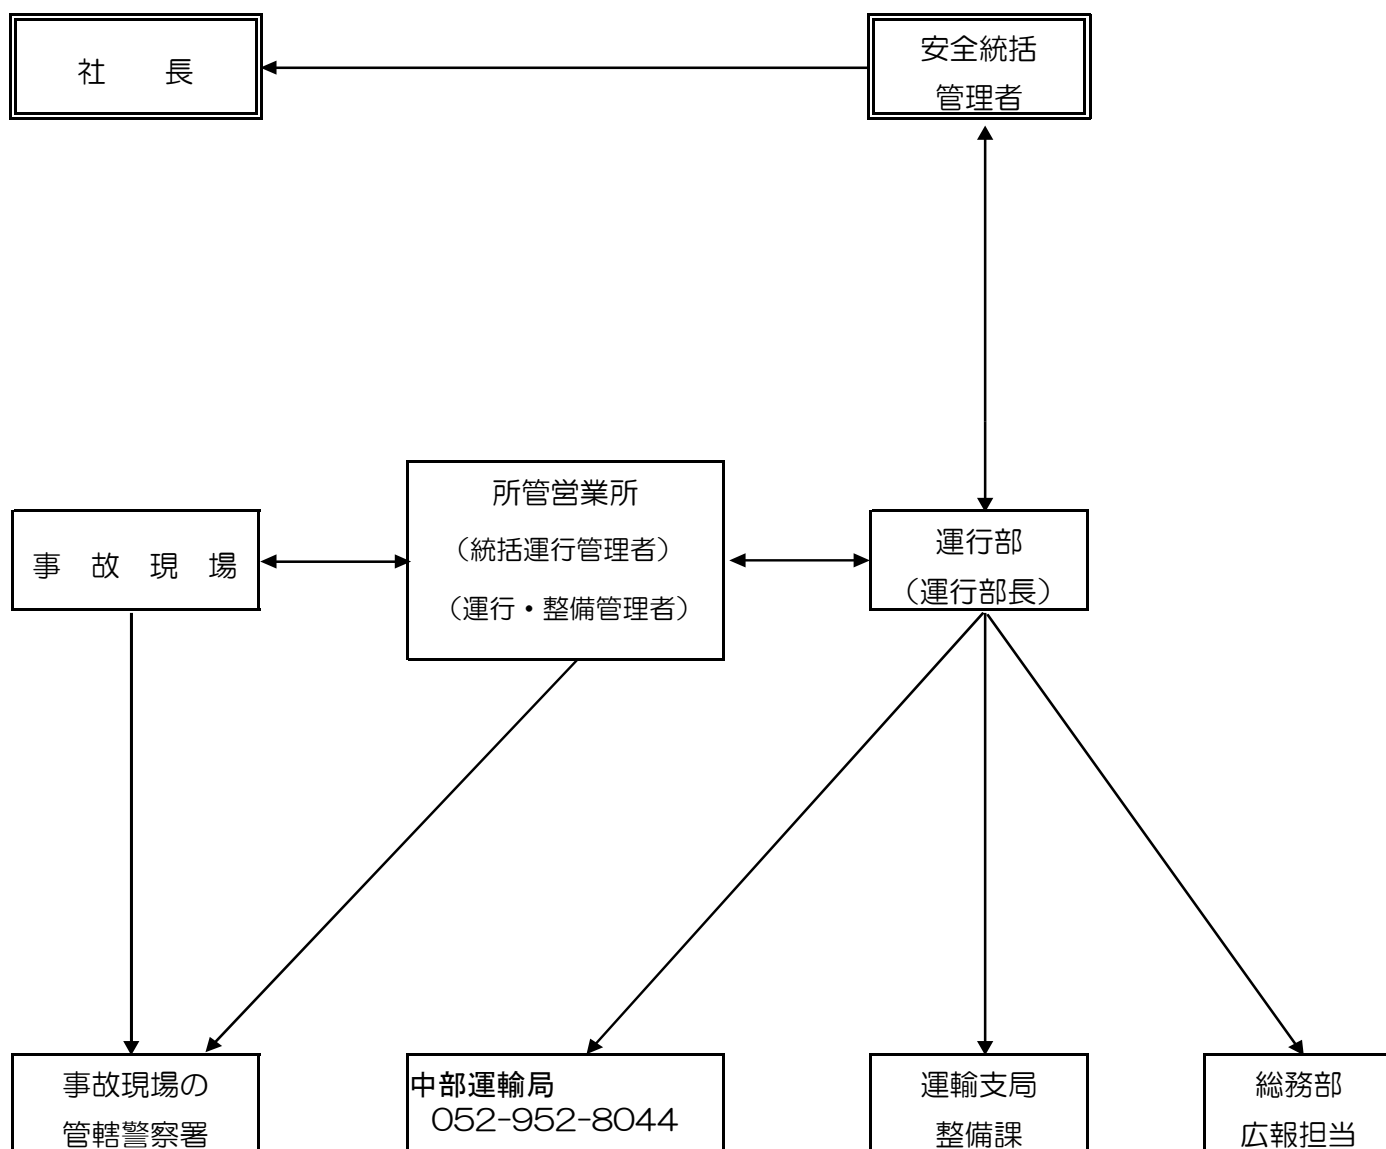 社　　長
安全統括
管理者
事　故　現　場
所管営業所
（統括運行管理者）
（運行・整備管理者）
運行部
（運行部長）
事故現場の
管轄警察署
中部運輸局
052-952-8044
運輸支局
整備課
総務部
広報担当